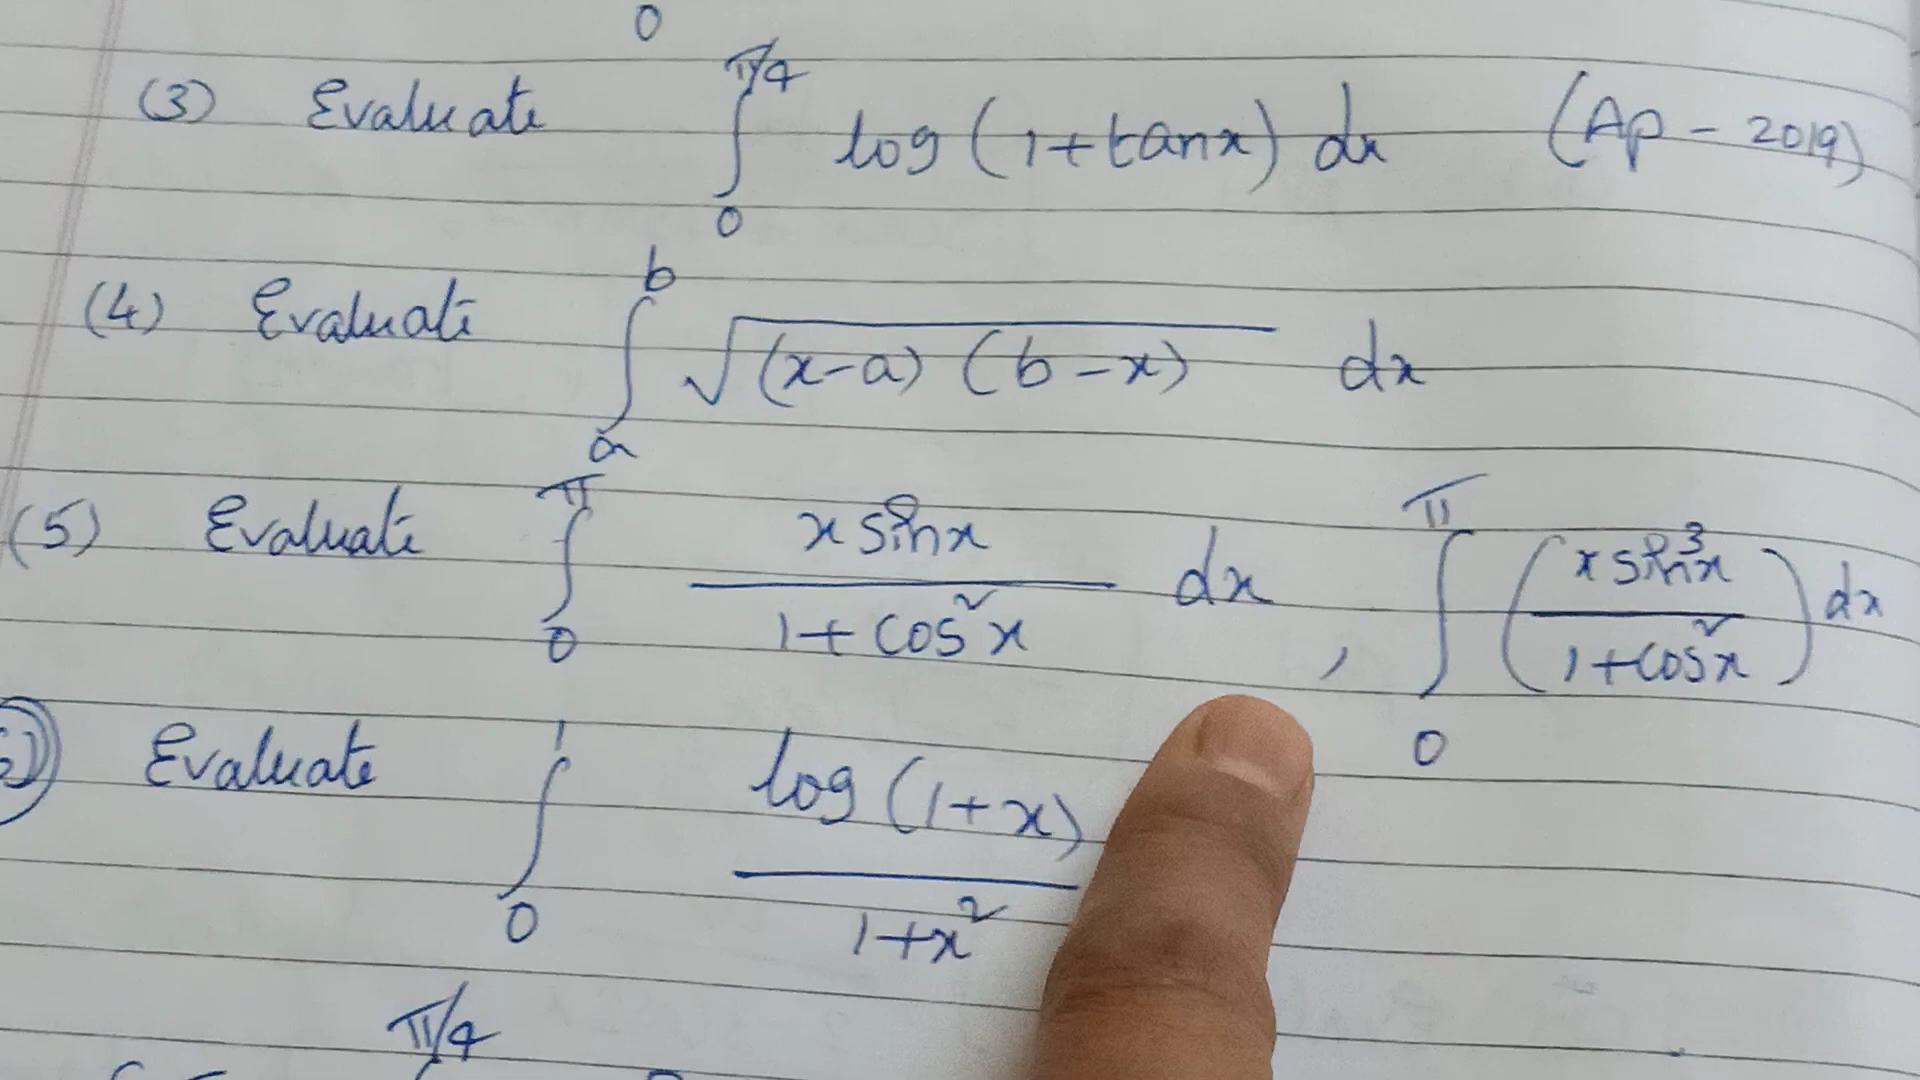 0
(3) Evaluate ∫₀^{π/4} log (1+tanx) dx (Ap - 2019)
(4) Evaluate ∫ₐᵇ √(x-a) (b-x) dx
(5) Evaluate ∫₀^π x sinx / 1+cos²x dx , ∫₀^π (x sin³x / 1+cos²x) dx
Evaluate ∫₀¹ log (1+x) / 1+x²
π/4